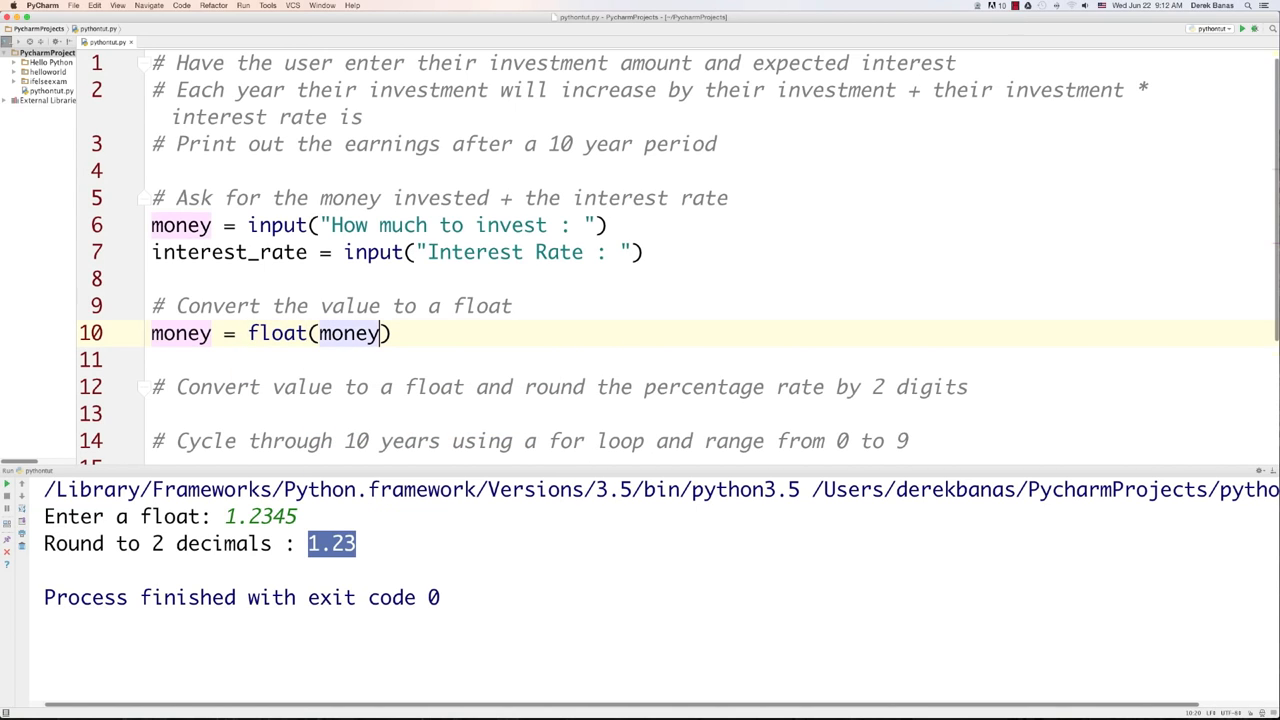 PyCharm File Edit View Navigate Code Refactor Run Tools VCS Window Help 10 Wed Jun 22 9:12 AM Derek Banas
pythontut.py - PycharmProjects - [~/PycharmProjects]
PycharmProjects pythontut.py pythontut
pythontut.py ×
PycharmProject
Hello Python
helloworld
ifelseexam
pythontut.py
External Librarie
1 # Have the user enter their investment amount and expected interest
2 # Each year their investment will increase by their investment + their investment *
interest rate is
3 # Print out the earnings after a 10 year period
4
5 # Ask for the money invested + the interest rate
6 money = input("How much to invest : ")
7 interest_rate = input("Interest Rate : ")
8
9 # Convert the value to a float
10 money = float(money)
11
12 # Convert value to a float and round the percentage rate by 2 digits
13
14 # Cycle through 10 years using a for loop and range from 0 to 9
15
Run pythontut
/Library/Frameworks/Python.framework/Versions/3.5/bin/python3.5 /Users/derekbanas/PycharmProjects/pytho
Enter a float: 1.2345
Round to 2 decimals : 1.23
Process finished with exit code 0
10:20 LF UTF-8